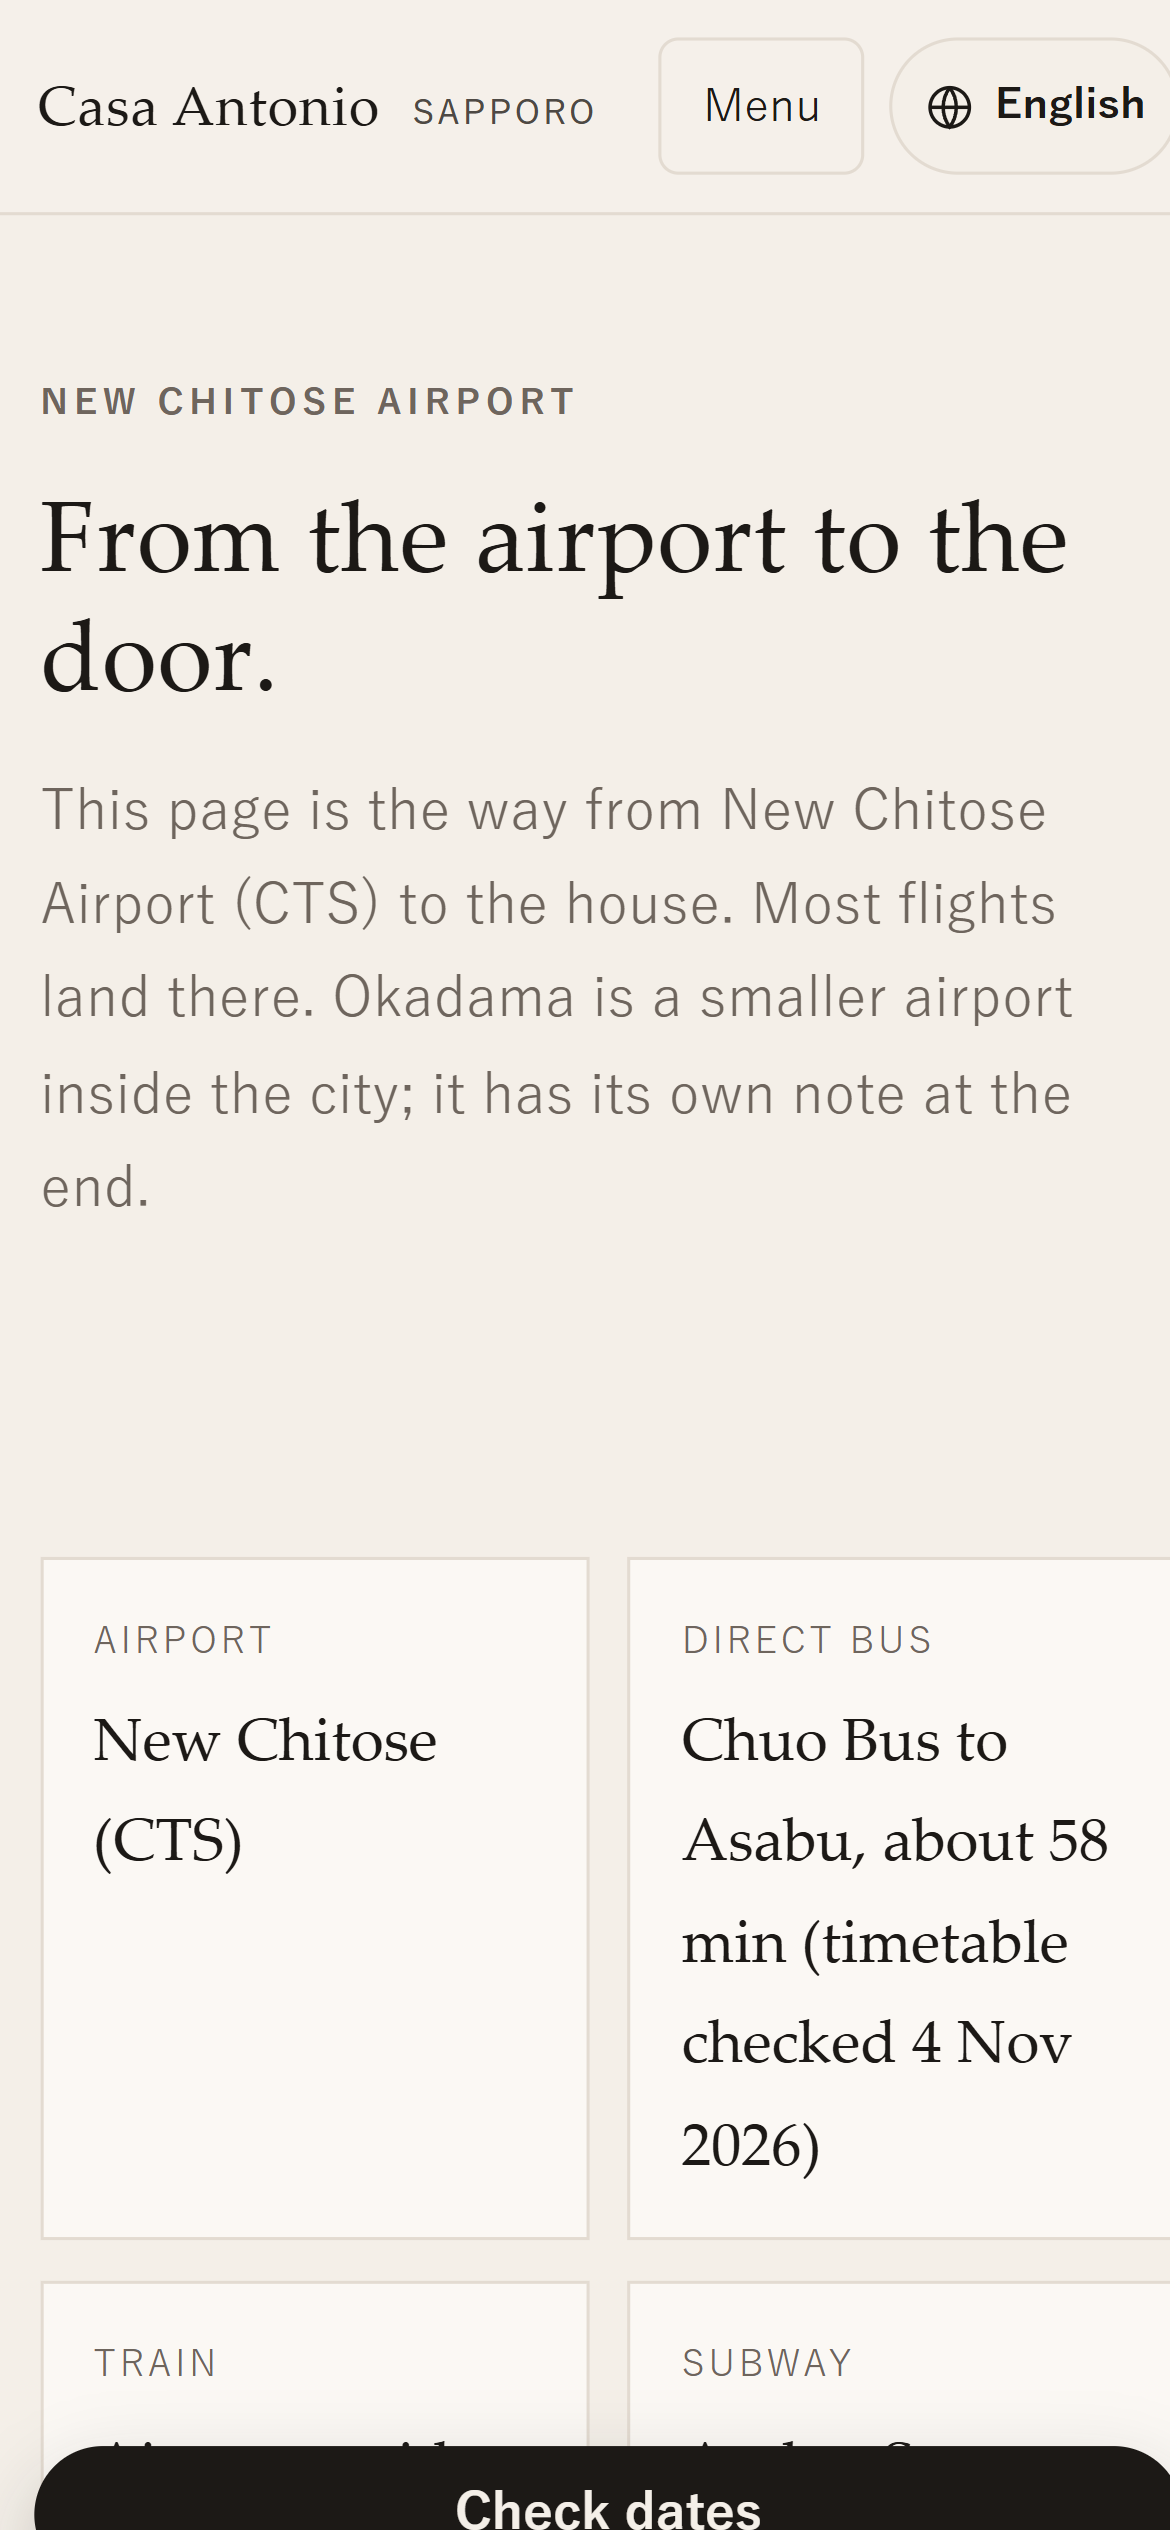 Casa Antonio SAPPORO
Menu
English
NEW CHITOSE AIRPORT
From the airport to the
door.
This page is the way from New Chitose
Airport (CTS) to the house. Most flights
land there. Okadama is a smaller airport
inside the city; it has its own note at the
end.
AIRPORT
New Chitose
(CTS)
DIRECT BUS
Chuo Bus to
Asabu, about 58
min (timetable
checked 4 Nov
2026)
TRAIN
SUBWAY
Check dates